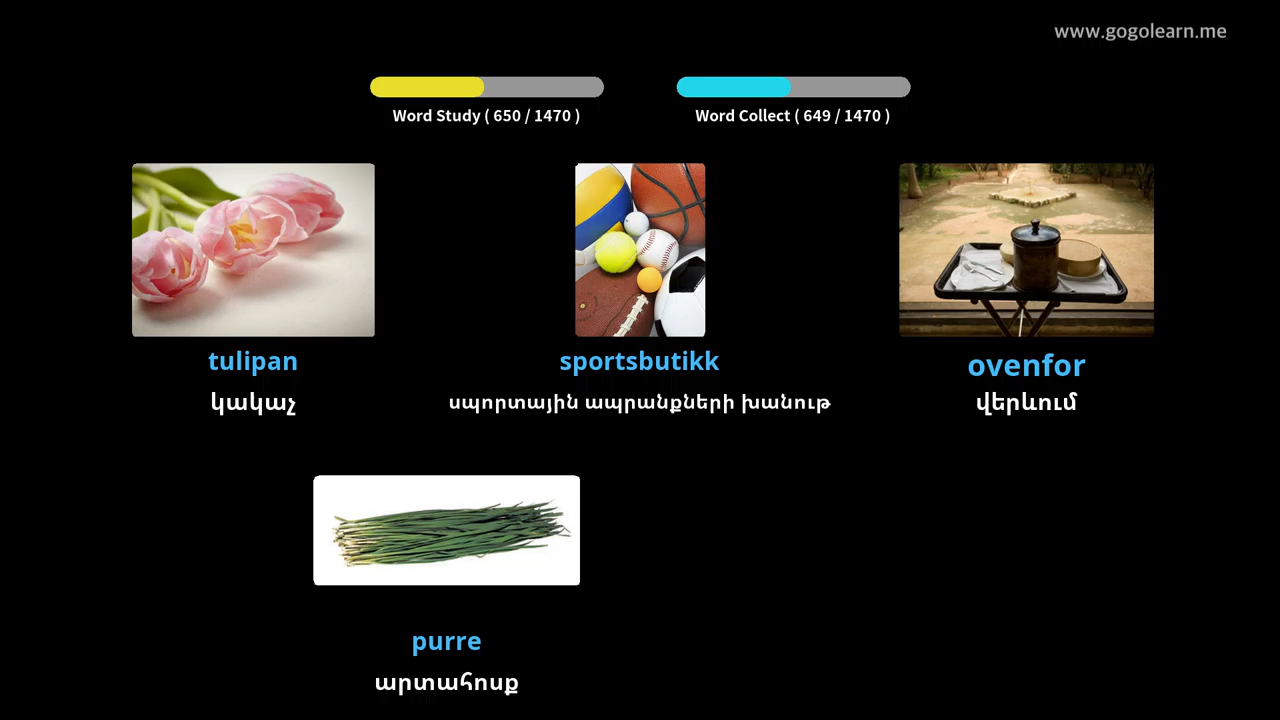 www.gogolearn.me
Word Study ( 650 / 1470 )
Word Collect ( 649 / 1470 )
tulipan
sportsbutikk
ovenfor
կակաչ
սպորտային ապրանքների խանութ
վերևում
purre
արտահոսք